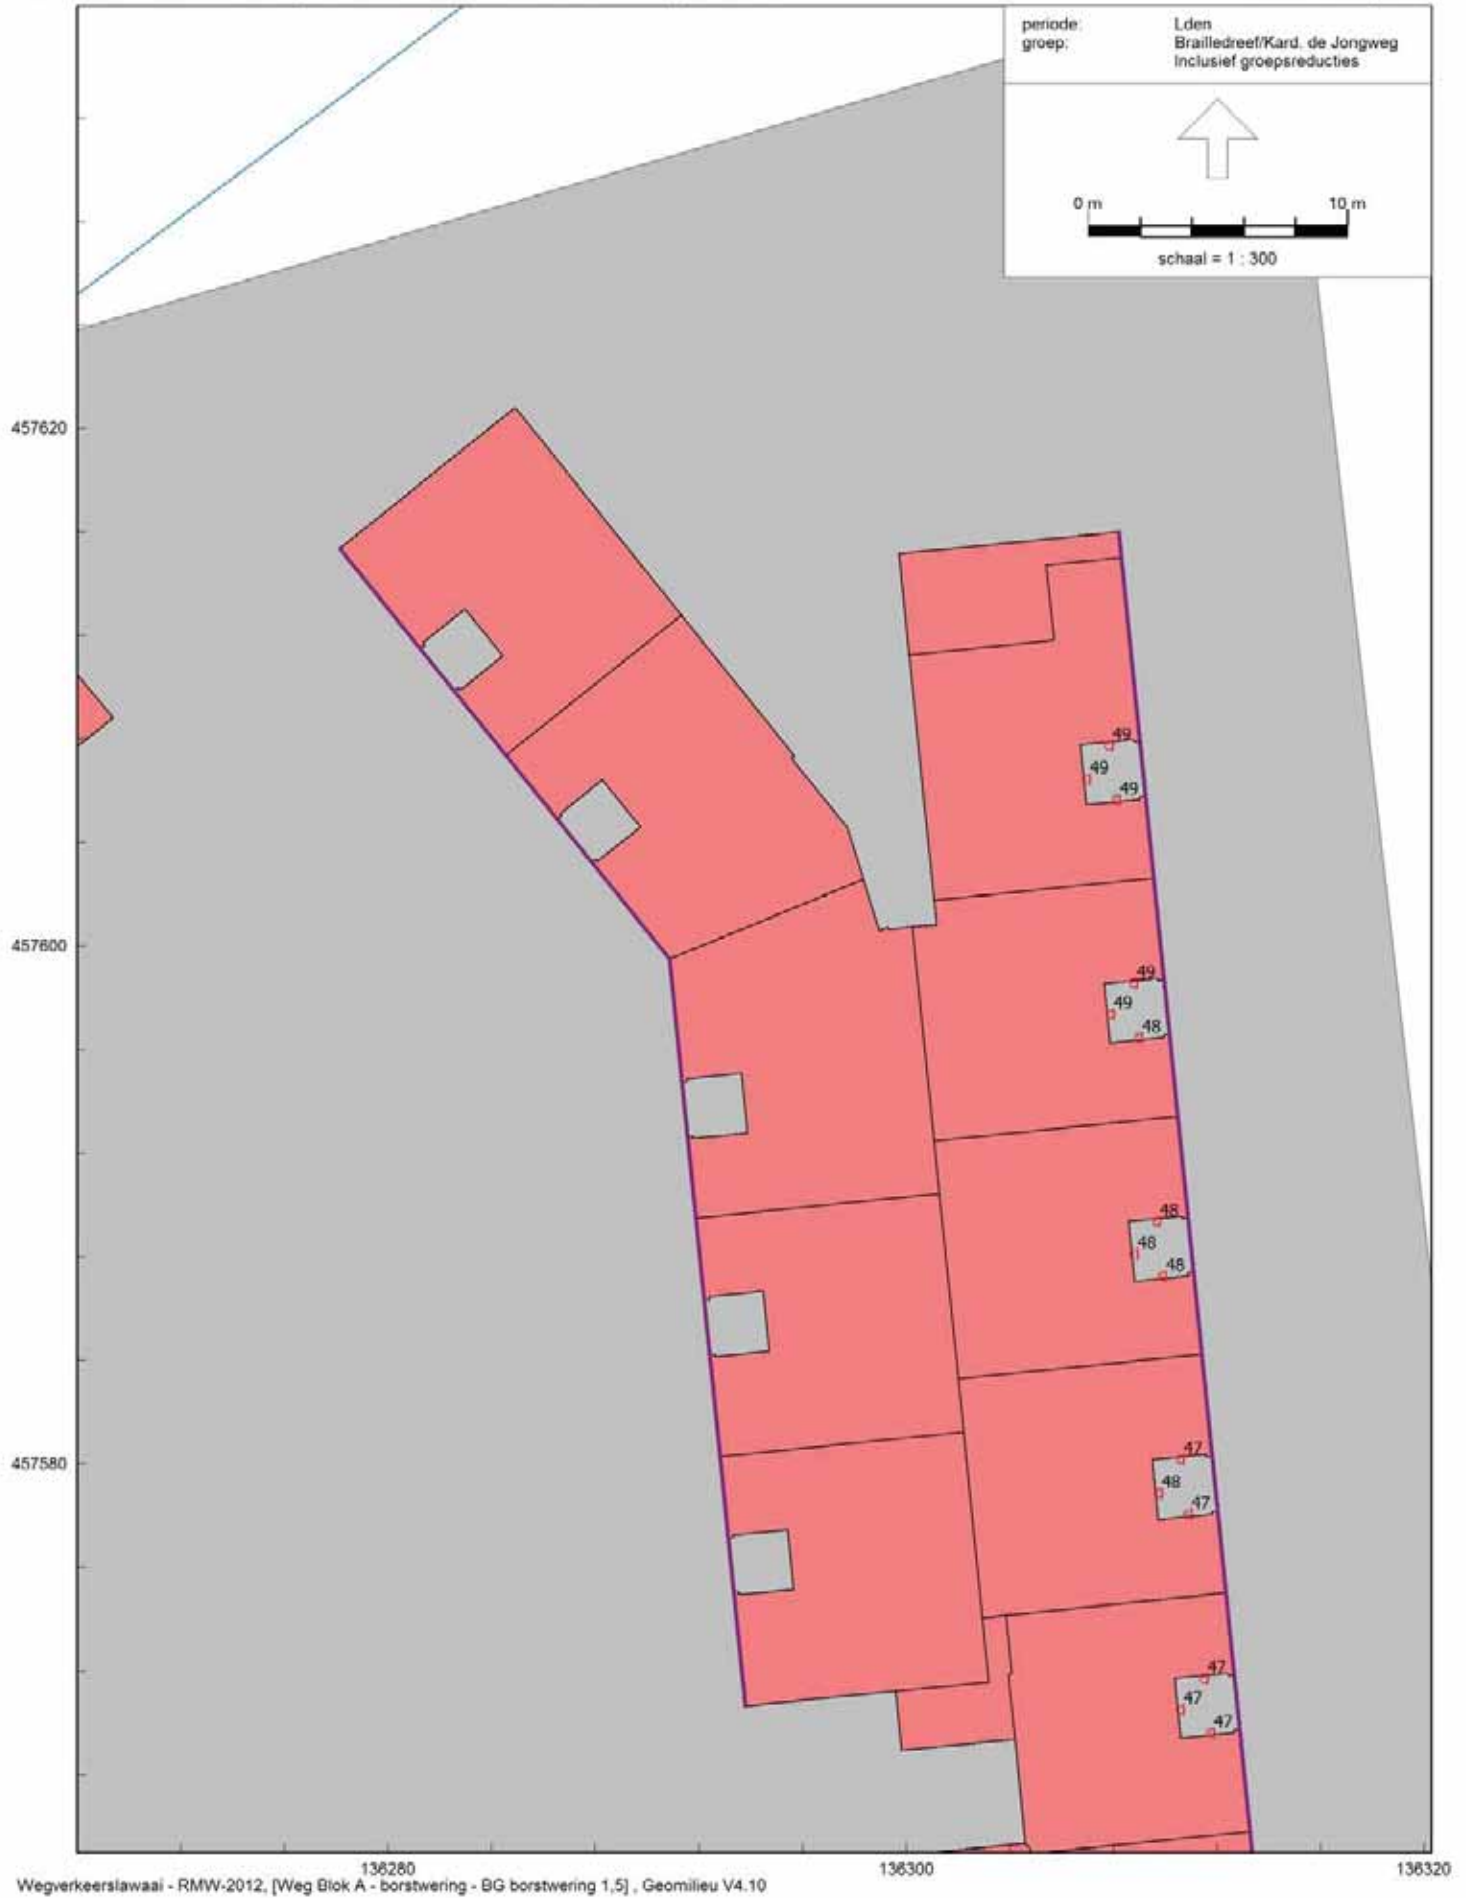 periode: Lden
groep: Brailledreef/Kard. de Jongweg
Inclusief groepsreducties
0 m 10 m
schaal = 1 : 300
457620
49
49
49
457600
49
49
48
48
48
48
457580
47
48
47
47
47
47
136280 136300 136320
Wegverkeerslawaai - RMW-2012, [Weg Blok A - borstwering - BG borstwering 1,5] , Geomilieu V4.10